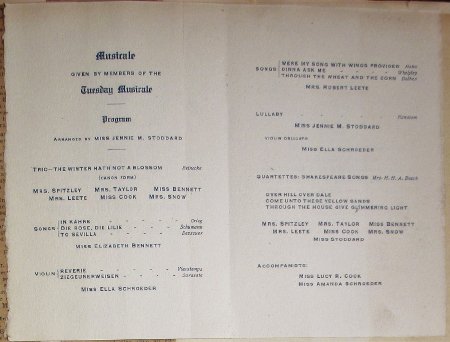 Musicale
GIVEN BY MEMBERS OF THE
Tuesday Musicale
Program
ARRANGED BY MISS JENNIE M. STODDARD
TRIO—THE WINTER HATH NOT A BLOSSOM Reinecke
(CANON FORM)
MRS. SPITZLEY MRS. TAYLOR MISS BENNETT
MRS. LEETE MISS COOK MRS. SNOW
SONGS IN KAHNE Grieg
DIE ROSE, DIE LILIE Schumann
TO SEVILLA Dessauer
MISS ELIZABETH BENNETT
VIOLIN REVERIE Vieuxtemps
ZIEGEUNERWEISEN Sarasate
MISS ELLA SCHROEDER
SONGS WERE MY SONG WITH WINGS PROVIDED Hahn
DINNA ASK ME
THROUGH THE WHEAT AND THE CORN
MRS. HUBERT LEETE
LULLABY
MISS JENNIE M. STODDARD
VIOLIN OBLIGATO
MISS ELLA SCHROEDER
QUARTETTES: SHAKESPEARE SONGS Mrs. H. H. A. Beach
OVER HILL OVER DALE
COME UNTO THESE YELLOW SANDS
THROUGH THE HOUSE GIVE GLIMMERING LIGHT
MRS. SPITZLEY MRS. TAYLOR MISS BENNETT
MRS. LEETE MISS COOK MRS. SNOW
MISS STODDARD
ACCOMPANISTS:
MISS LUCY R. COOK
MISS AMANDA SCHROEDER